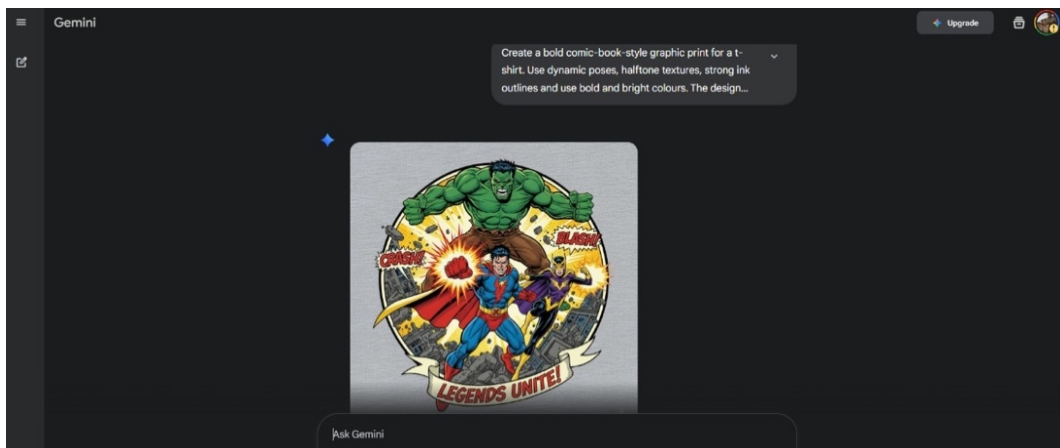 Gemini
Upgrade
Create a bold comic-book-style graphic print for a t-
shirt. Use dynamic poses, halftone textures, strong ink
outlines and use bold and bright colours. The design...
CRASH!
BLASH!
LEGENDS UNITE!
Ask Gemini